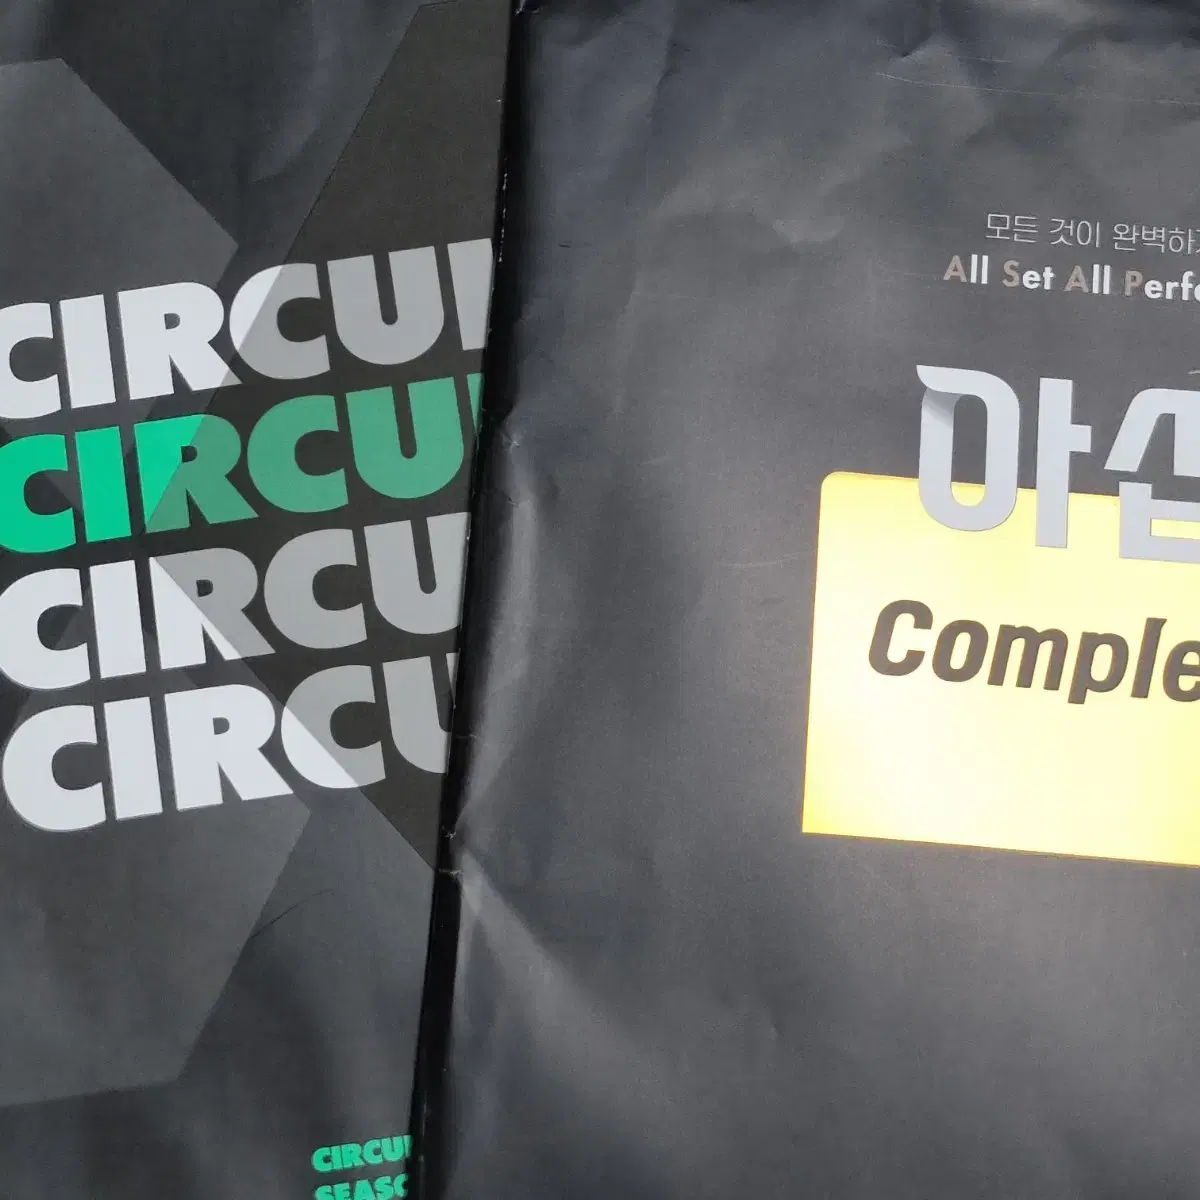 CIRCU
CIRCU
CIRCU
CIRCU
CIRCU
SEASO
모든 것이 완벽하
All Set All Perfe
아삽
Comple